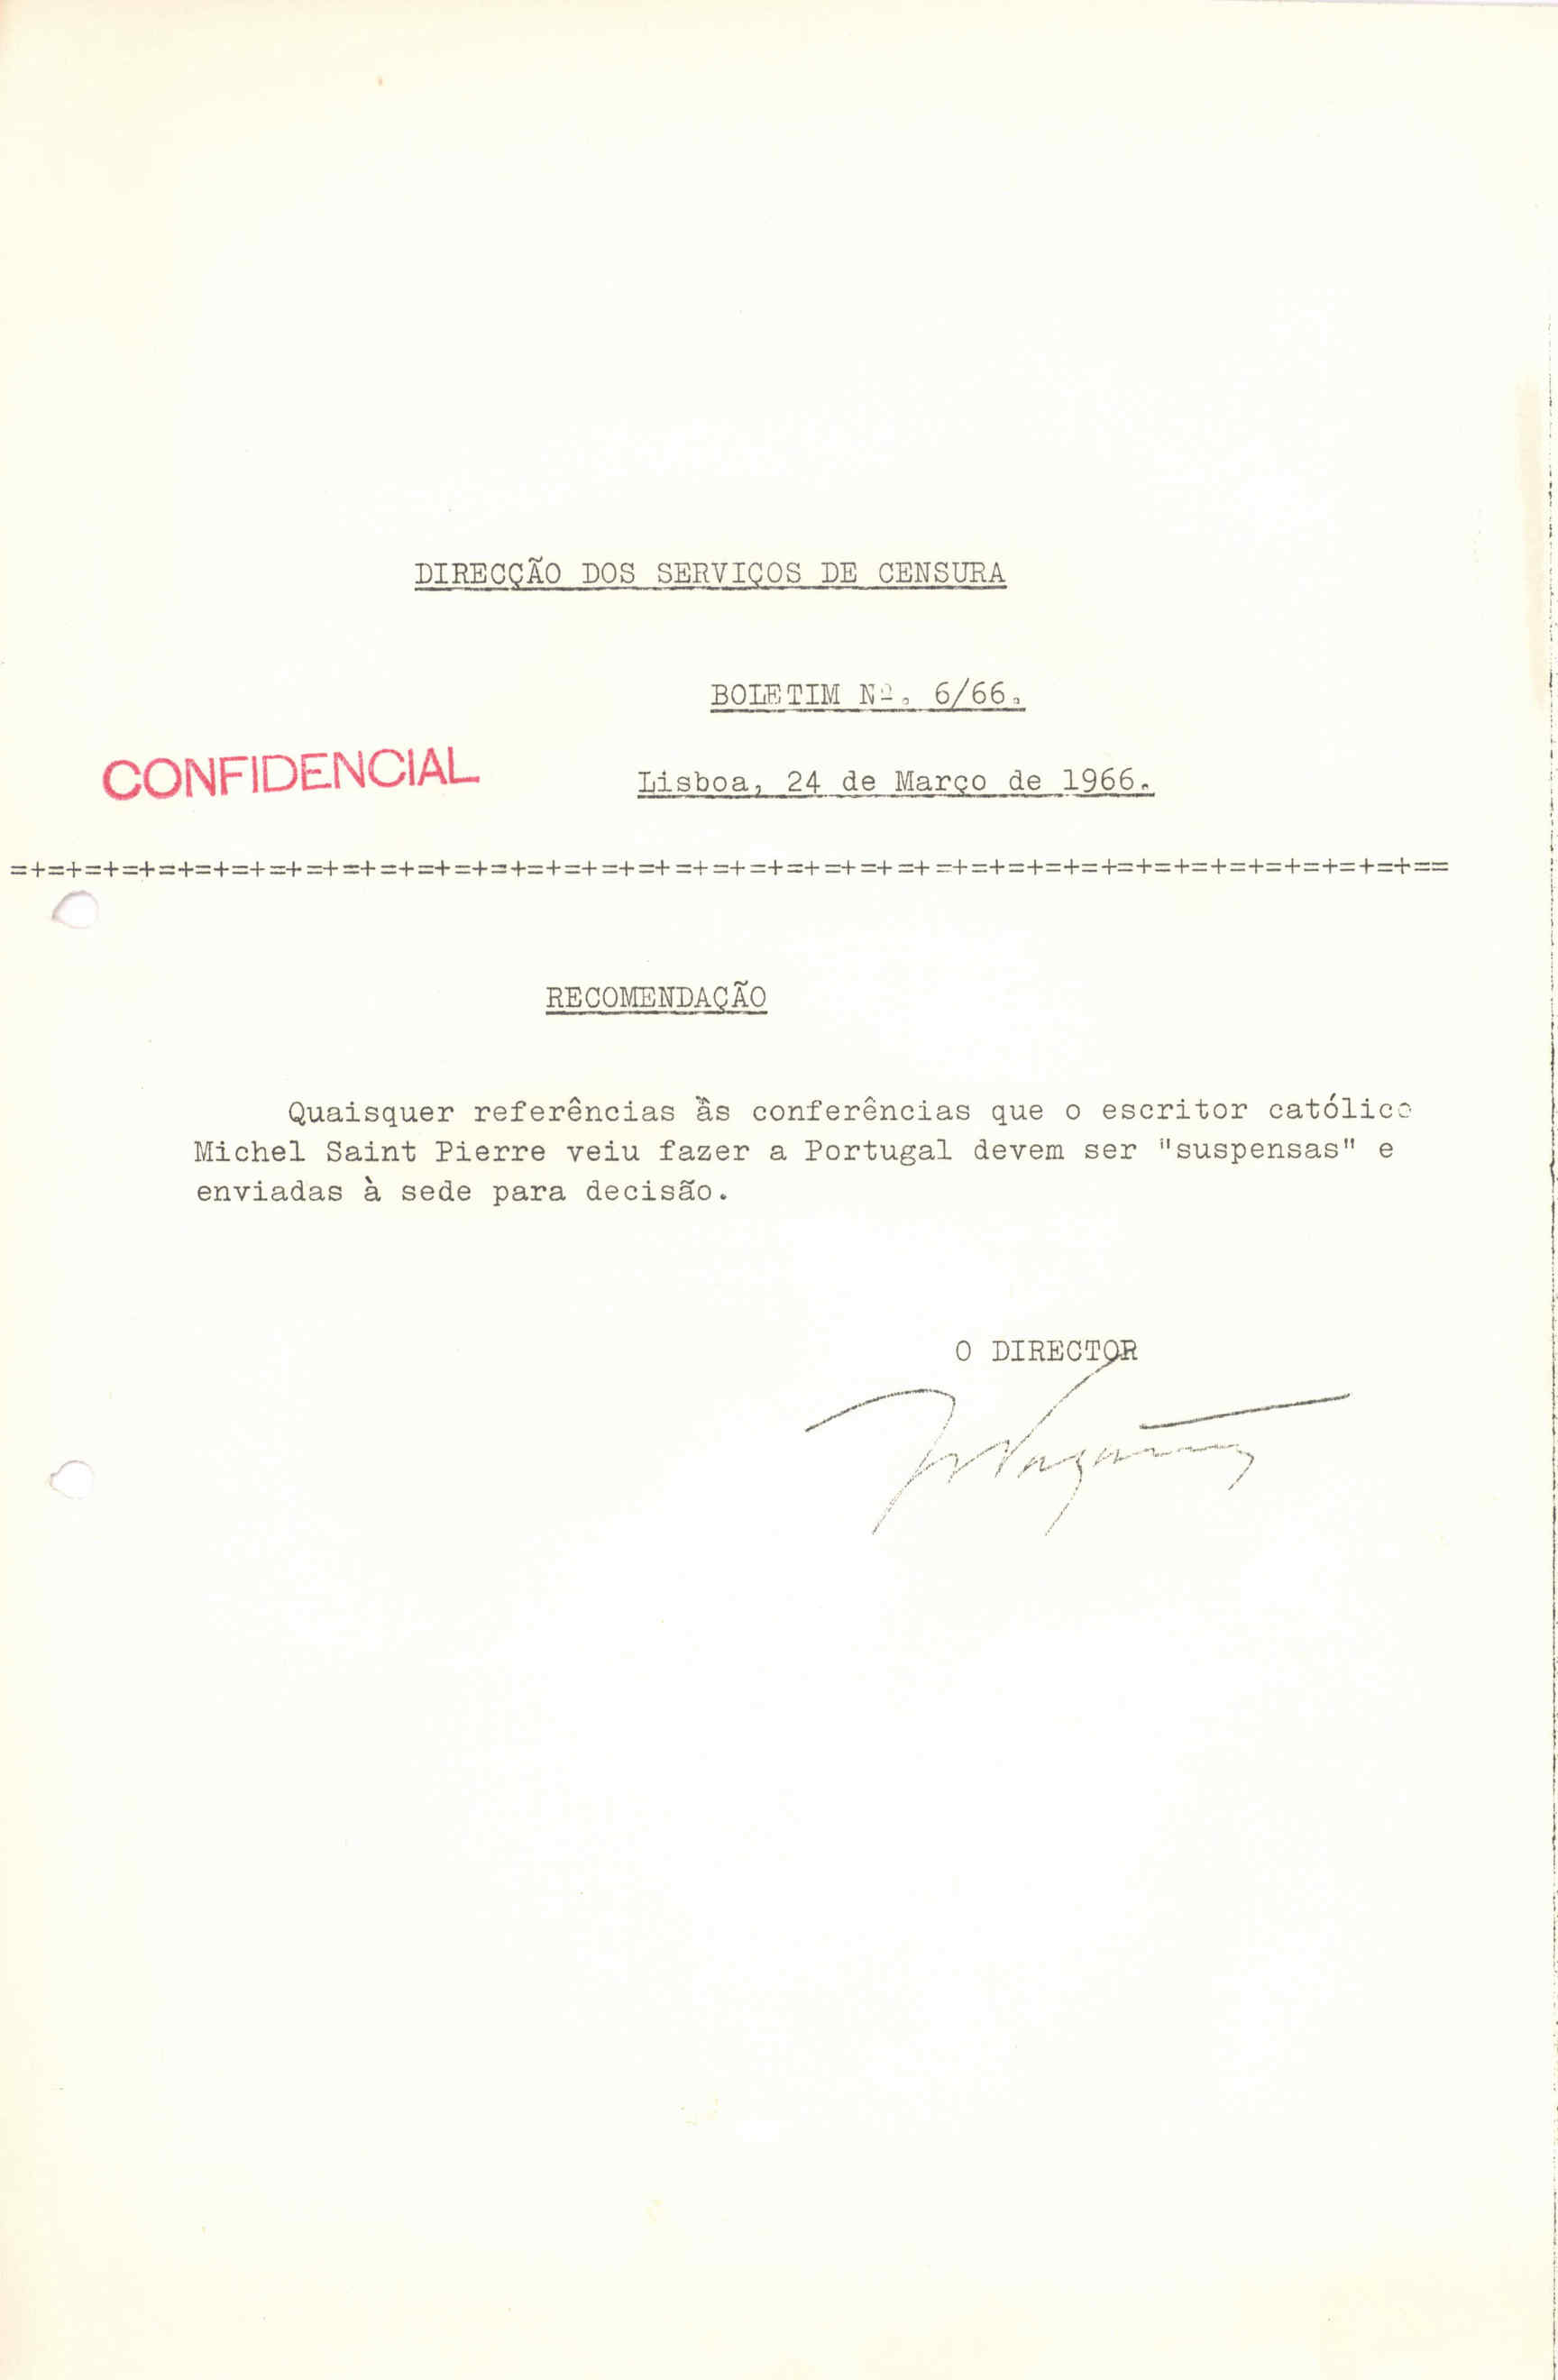 DIRECÇÃO DOS SERVIÇOS DE CENSURA
BOLETIM Nº. 6/66.
CONFIDENCIAL
Lisboa, 24 de Março de 1966.
=+=+=+=+=+=+=+=+=+=+=+=+=+=+=+=+=+=+=+=+=+=+=+=+=+=+=+=+=+=+=+=+=+=+=+=+=+=+==
RECOMENDAÇÃO
Quaisquer referências às conferências que o escritor católico
Michel Saint Pierre veiu fazer a Portugal devem ser "suspensas" e
enviadas à sede para decisão.
O DIRECTOR